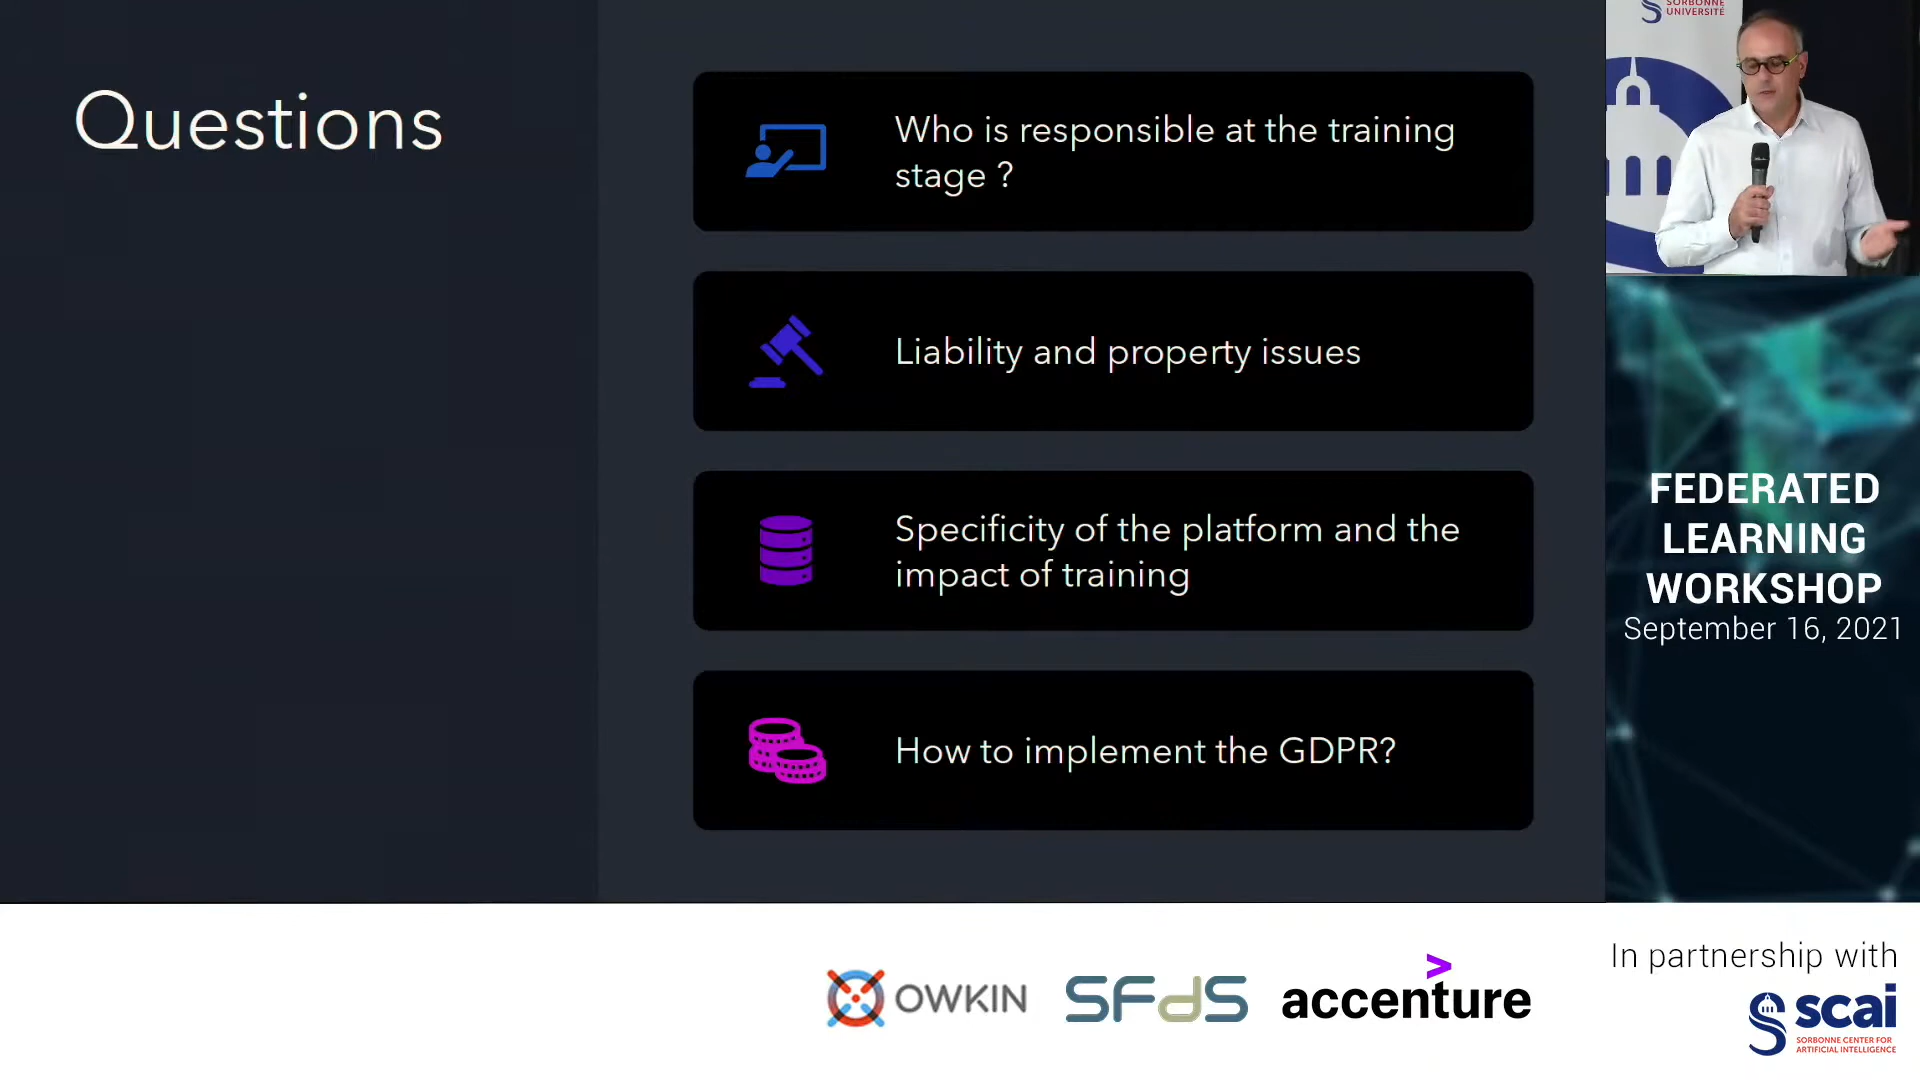 Questions
Who is responsible at the training
stage ?
Liability and property issues
Specificity of the platform and the
impact of training
How to implement the GDPR?
SORBONNE
UNIVERSITÉ
FEDERATED
LEARNING
WORKSHOP
September 16, 2021
OWKIN
SFdS
accenture
In partnership with
scai
SORBONNE CENTER FOR
ARTIFICIAL INTELLIGENCE